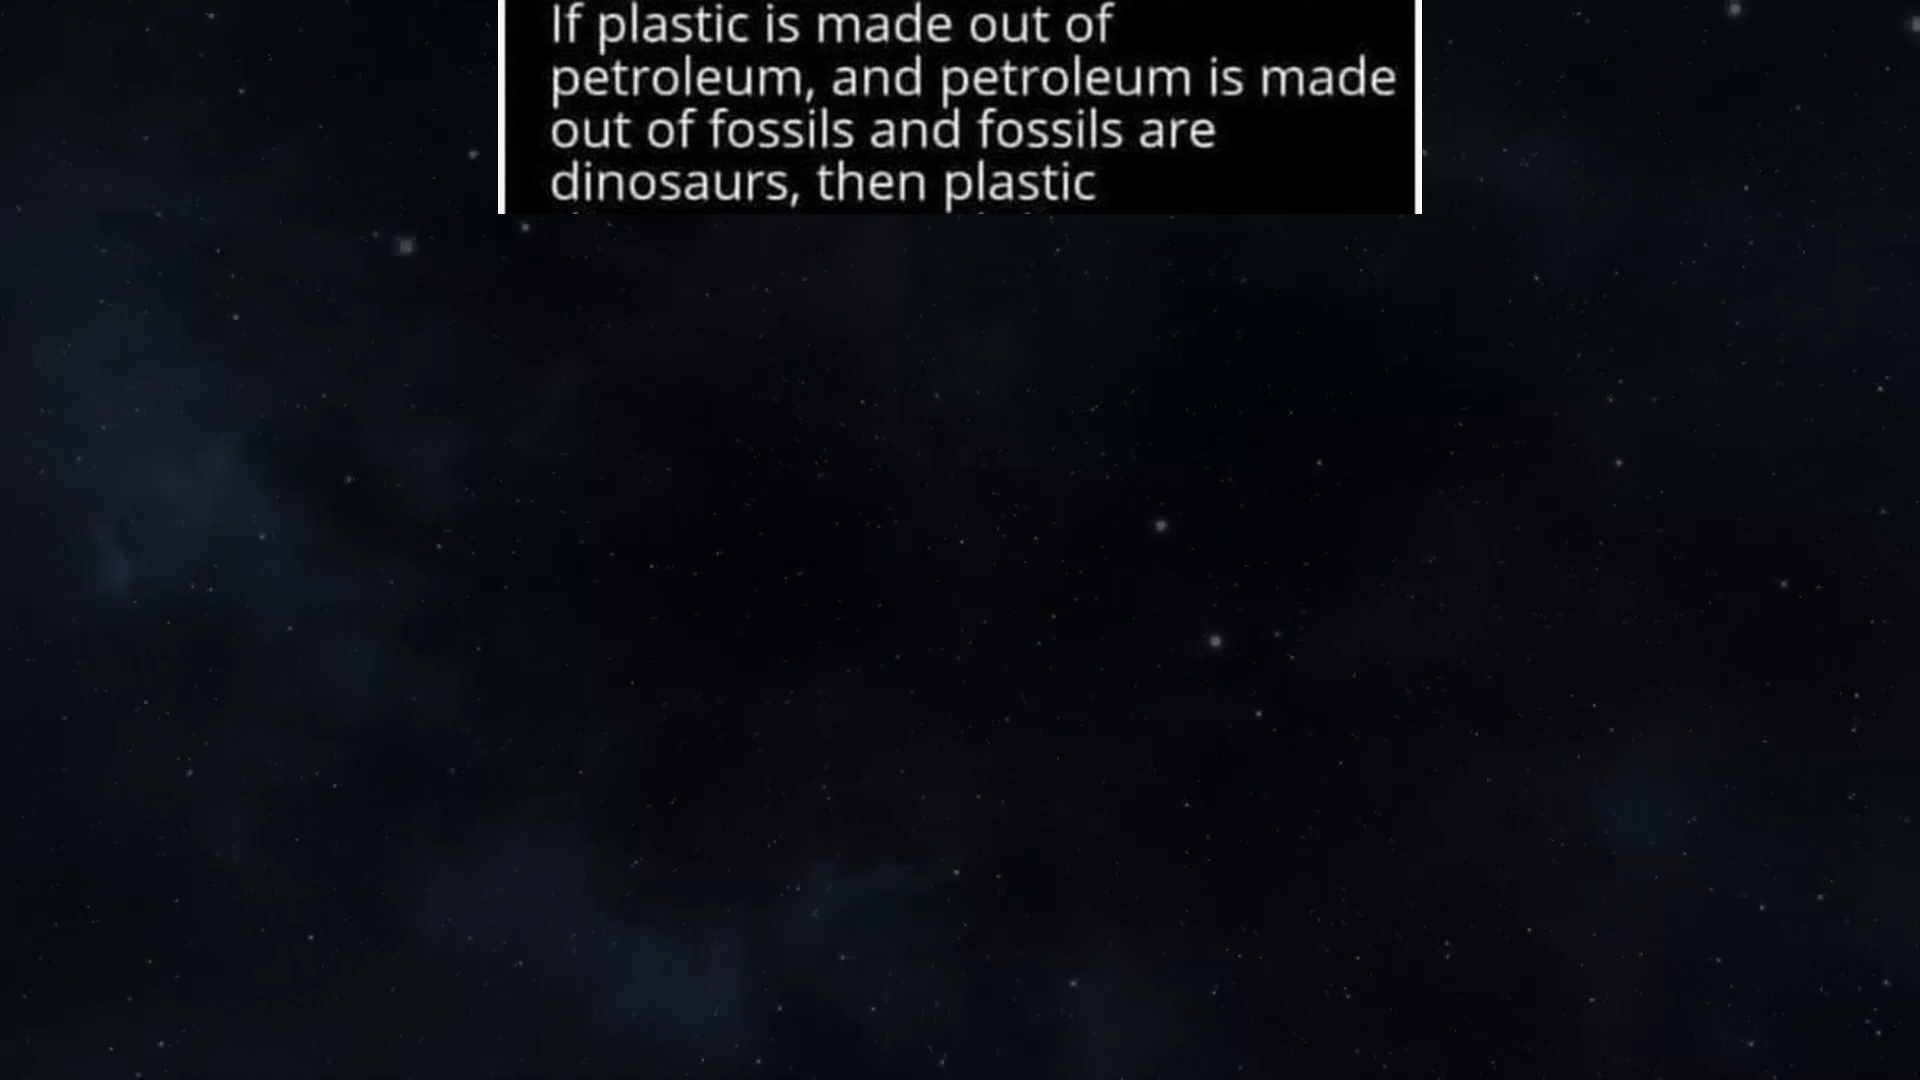 If plastic is made out of
petroleum, and petroleum is made
out of fossils and fossils are
dinosaurs, then plastic